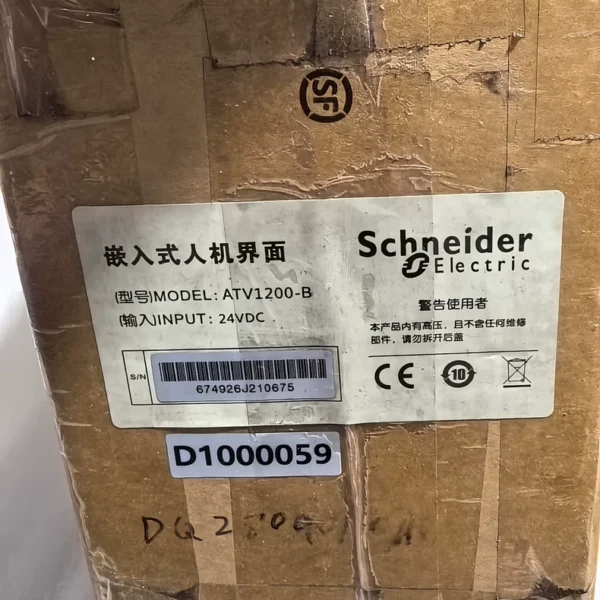 SF
嵌入式人机界面
Schneider
Electric
(型号)MODEL: ATV1200-B
(输入)INPUT: 24VDC
警告使用者
本产品内有高压，且不含任何维修
部件，请勿拆开后盖
S/N
674926J210675
CE
10
D1000059